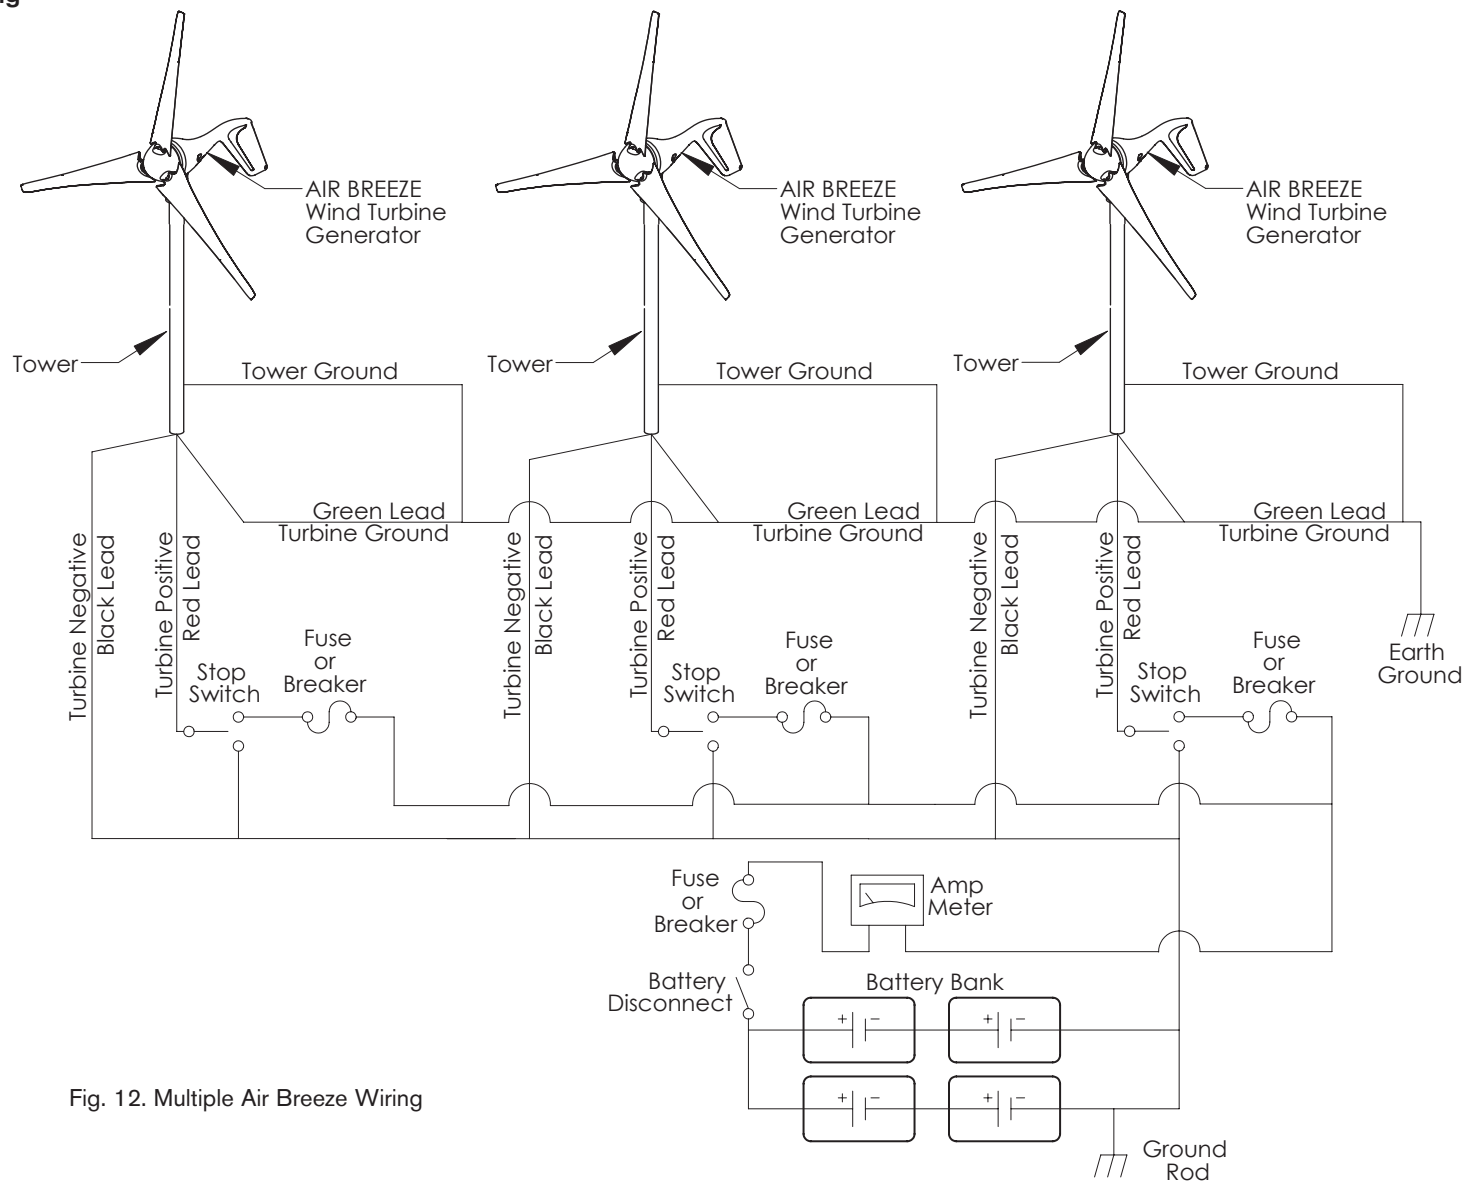 AIR BREEZE
Wind Turbine
Generator
AIR BREEZE
Wind Turbine
Generator
AIR BREEZE
Wind Turbine
Generator
Tower
Tower
Tower
Tower Ground
Tower Ground
Tower Ground
Green Lead
Turbine Ground
Green Lead
Turbine Ground
Green Lead
Turbine Ground
Turbine Negative
Black Lead
Turbine Positive
Red Lead
Stop
Switch
Fuse
or
Breaker
Turbine Negative
Black Lead
Turbine Positive
Red Lead
Stop
Switch
Fuse
or
Breaker
Turbine Negative
Black Lead
Turbine Positive
Red Lead
Stop
Switch
Fuse
or
Breaker
Earth
Ground
Fuse
or
Breaker
Amp
Meter
Battery
Disconnect
Battery Bank
+ −
+ −
+ −
+ −
Ground
Rod
Fig. 12. Multiple Air Breeze Wiring